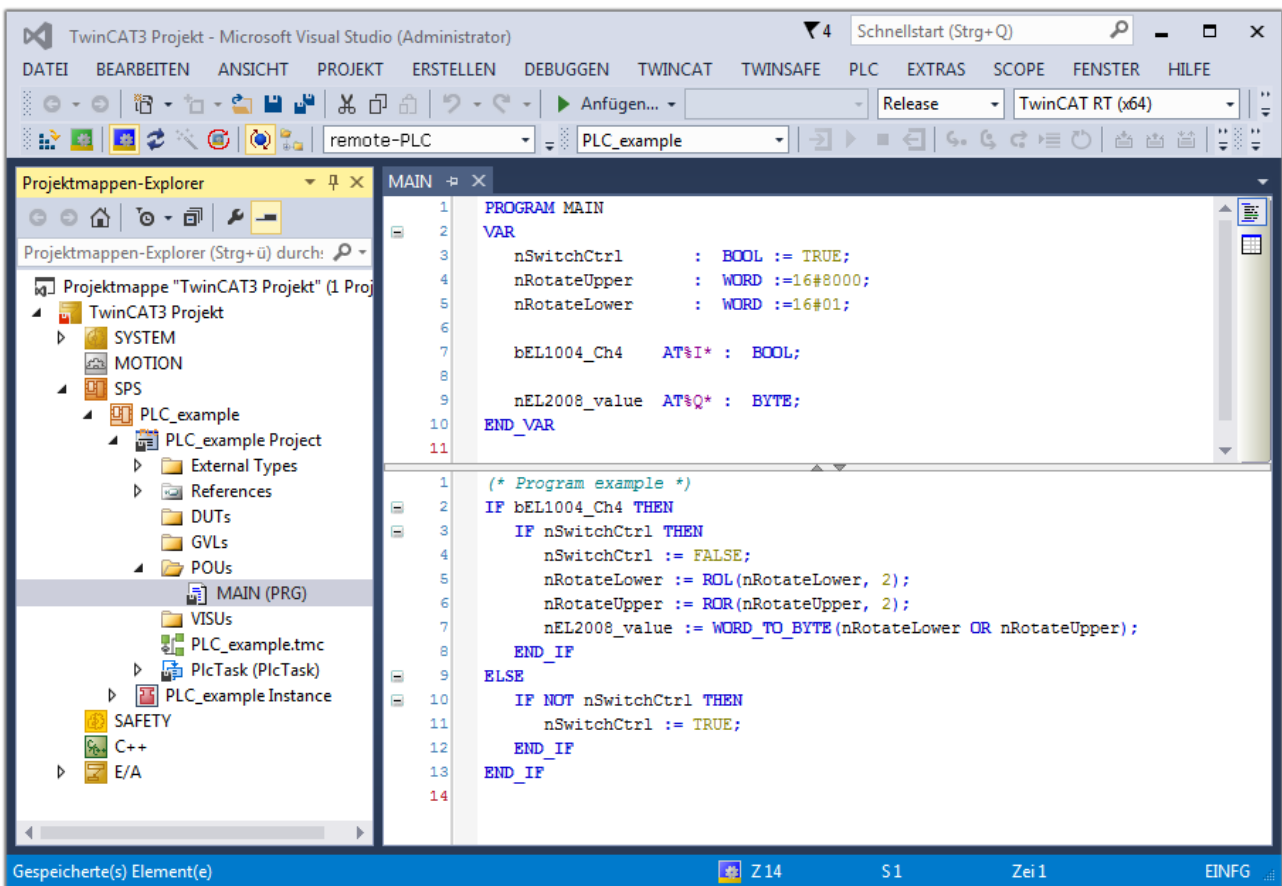 TwinCAT3 Projekt - Microsoft Visual Studio (Administrator) 4 Schnellstart (Strg+Q)
DATEI BEARBEITEN ANSICHT PROJEKT ERSTELLEN DEBUGGEN TWINCAT TWINSAFE PLC EXTRAS SCOPE FENSTER HILFE
Anfügen... Release TwinCAT RT (x64)
remote-PLC PLC_example
Projektmappen-Explorer
Projektmappen-Explorer (Strg+ü) durch:
Projektmappe "TwinCAT3 Projekt" (1 Proj
TwinCAT3 Projekt
SYSTEM
MOTION
SPS
PLC_example
PLC_example Project
External Types
References
DUTs
GVLs
POUs
MAIN (PRG)
VISUs
PLC_example.tmc
PlcTask (PlcTask)
PLC_example Instance
SAFETY
C++
E/A
MAIN
1 PROGRAM MAIN
2 VAR
3 nSwitchCtrl : BOOL := TRUE;
4 nRotateUpper : WORD :=16#8000;
5 nRotateLower : WORD :=16#01;
6
7 bEL1004_Ch4 AT%I* : BOOL;
8
9 nEL2008_value AT%Q* : BYTE;
10 END_VAR
11
1 (* Program example *)
2 IF bEL1004_Ch4 THEN
3 IF nSwitchCtrl THEN
4 nSwitchCtrl := FALSE;
5 nRotateLower := ROL(nRotateLower, 2);
6 nRotateUpper := ROR(nRotateUpper, 2);
7 nEL2008_value := WORD_TO_BYTE(nRotateLower OR nRotateUpper);
8 END_IF
9 ELSE
10 IF NOT nSwitchCtrl THEN
11 nSwitchCtrl := TRUE;
12 END_IF
13 END_IF
14
Gespeicherte(s) Element(e) Z 14 S 1 Zei 1 EINFG